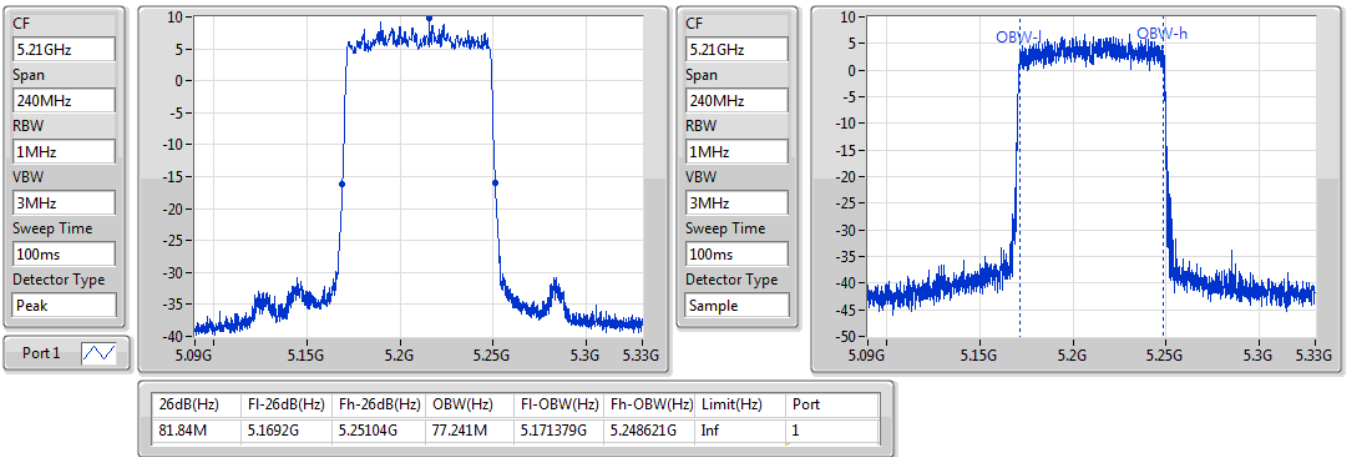 CF
5.21GHz
Span
240MHz
RBW
1MHz
VBW
3MHz
Sweep Time
100ms
Detector Type
Peak
Port 1
10
5
0
-5
-10
-15
-20
-25
-30
-35
-40
5.09G 5.15G 5.2G 5.25G 5.3G 5.33G
CF
5.21GHz
Span
240MHz
RBW
1MHz
VBW
3MHz
Sweep Time
100ms
Detector Type
Sample
10
5
0
-5
-10
-15
-20
-25
-30
-35
-40
-45
-50
OBW-l OBW-h
5.09G 5.15G 5.2G 5.25G 5.3G 5.33G
26dB(Hz) Fl-26dB(Hz) Fh-26dB(Hz) OBW(Hz) Fl-OBW(Hz) Fh-OBW(Hz) Limit(Hz) Port
81.84M 5.1692G 5.25104G 77.241M 5.171379G 5.248621G Inf 1